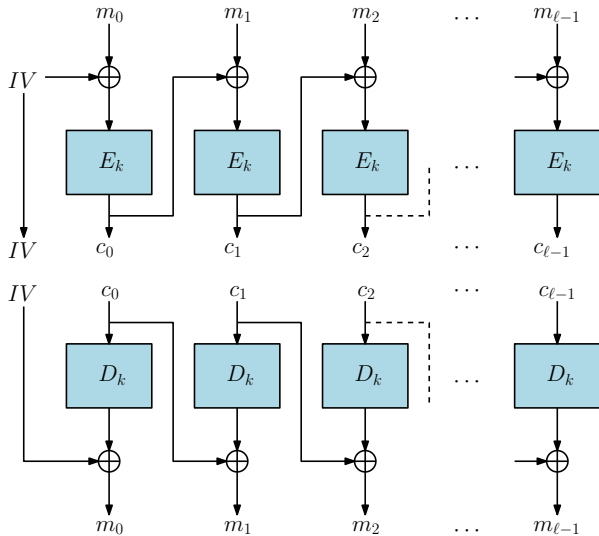 m_0 m_1 m_2 ... m_{ℓ−1}
IV
E_k E_k E_k ... E_k
IV c_0 c_1 c_2 ... c_{ℓ−1}
IV c_0 c_1 c_2 ... c_{ℓ−1}
D_k D_k D_k ... D_k
m_0 m_1 m_2 ... m_{ℓ−1}